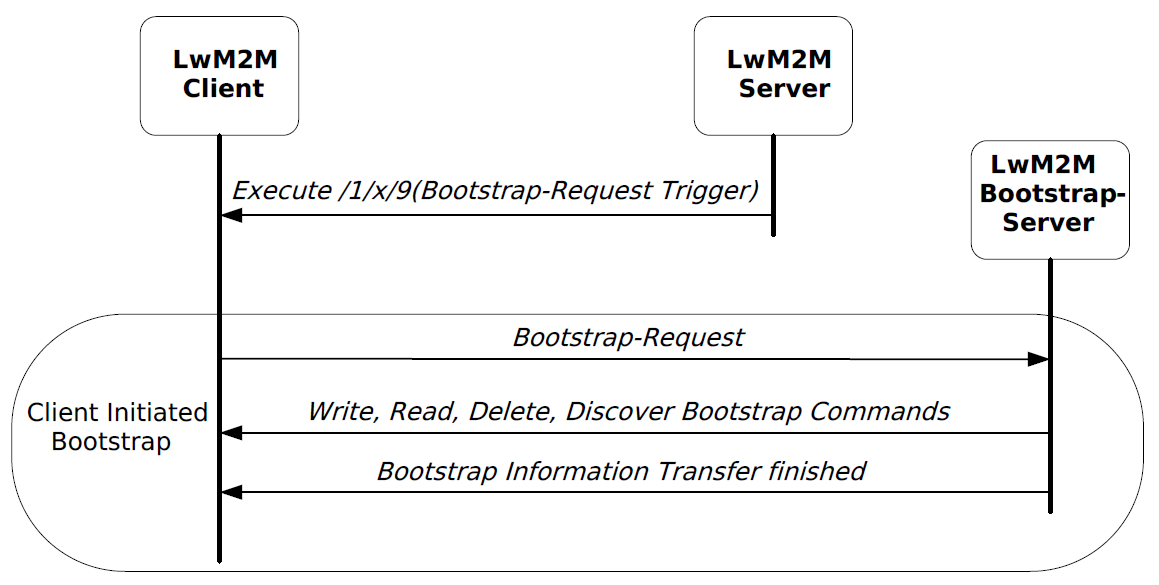 LwM2M
Client
LwM2M
Server
LwM2M
Bootstrap-
Server
Execute /1/x/9(Bootstrap-Request Trigger)
Bootstrap-Request
Client Initiated
Bootstrap
Write, Read, Delete, Discover Bootstrap Commands
Bootstrap Information Transfer finished